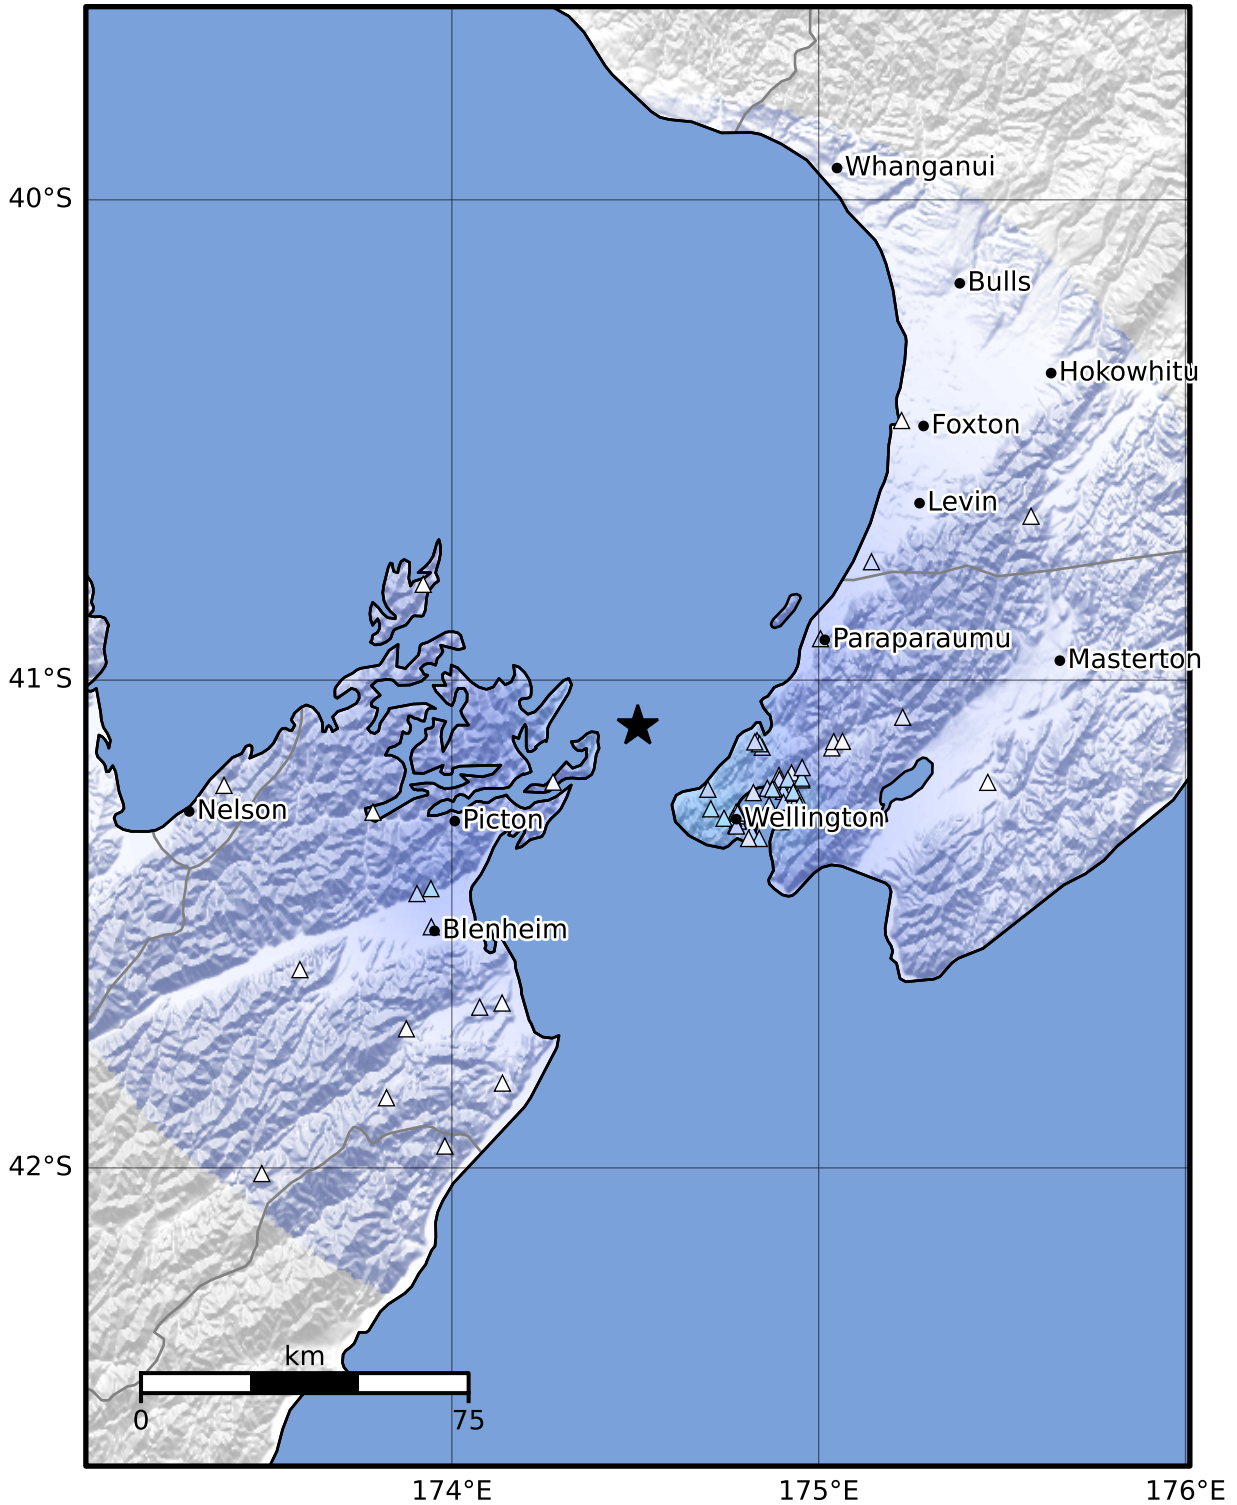 Whanganui
40°S
Bulls
Hokowhitu
Foxton
Levin
Paraparaumu
Masterton
41°S
Nelson
Picton
Wellington
Blenheim
42°S
km
0
75
174°E
175°E
176°E